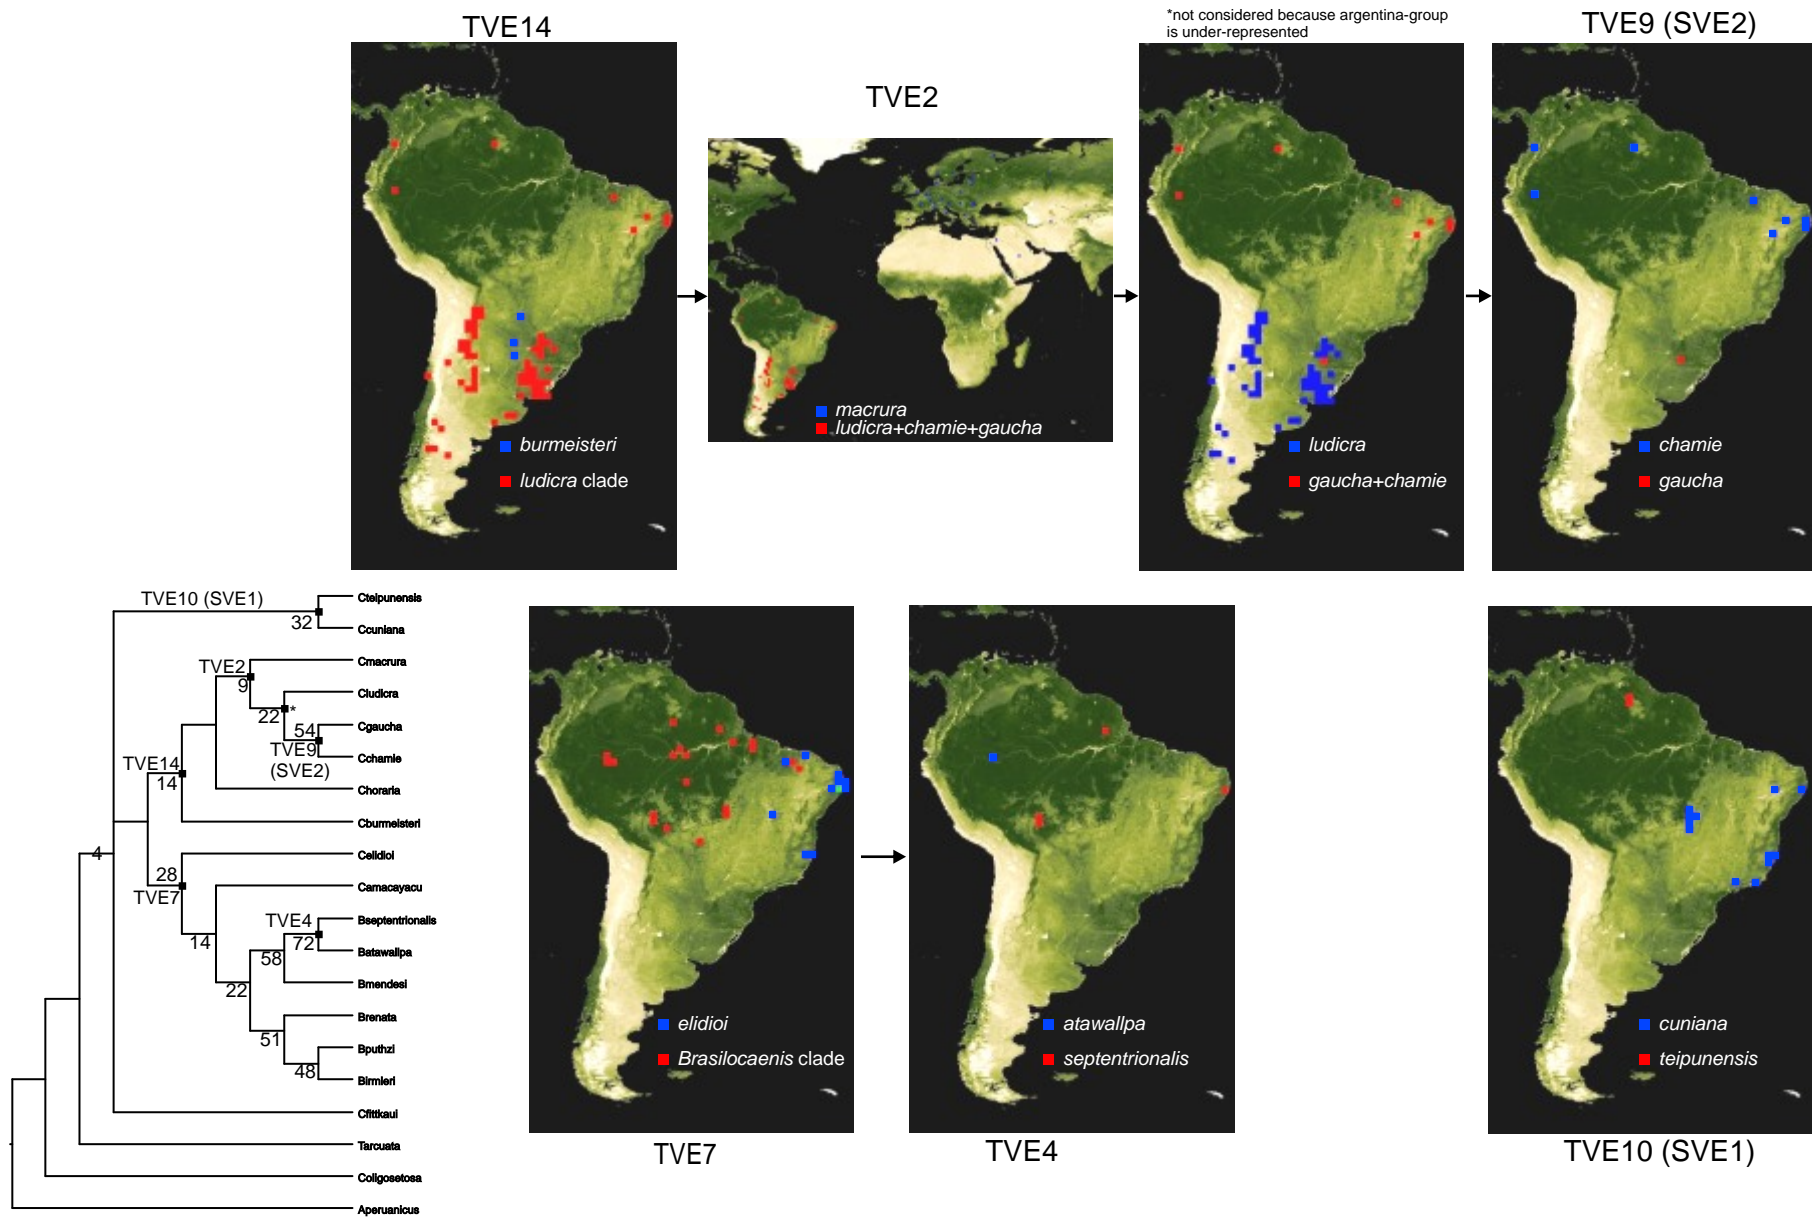 TVE14
*not considered because argentina-group
is under-represented
TVE9 (SVE2)
TVE2
burmeisteri
ludicra clade
macrura
ludicra+chamie+gaucha
ludicra
gaucha+chamie
chamie
gaucha
TVE10 (SVE1)
32
Cteipunensis
Ccuniana
TVE2
9
Cmacrura
Cludicra
22
*
54
Cgaucha
TVE9
(SVE2)
Cchamie
TVE14
14
Choraria
Cburmeisteri
4
Celidioi
28
TVE7
Camacayacu
TVE4
Bseptentrionalis
14
72
Batawallpa
58
Bmendesi
22
Brenata
51
Bputhzi
48
Birmleri
Cfittkaui
Tarcuata
Coligosetosa
Aperuanicus
elidioi
Brasilocaenis clade
TVE7
atawallpa
septentrionalis
TVE4
cuniana
teipunensis
TVE10 (SVE1)